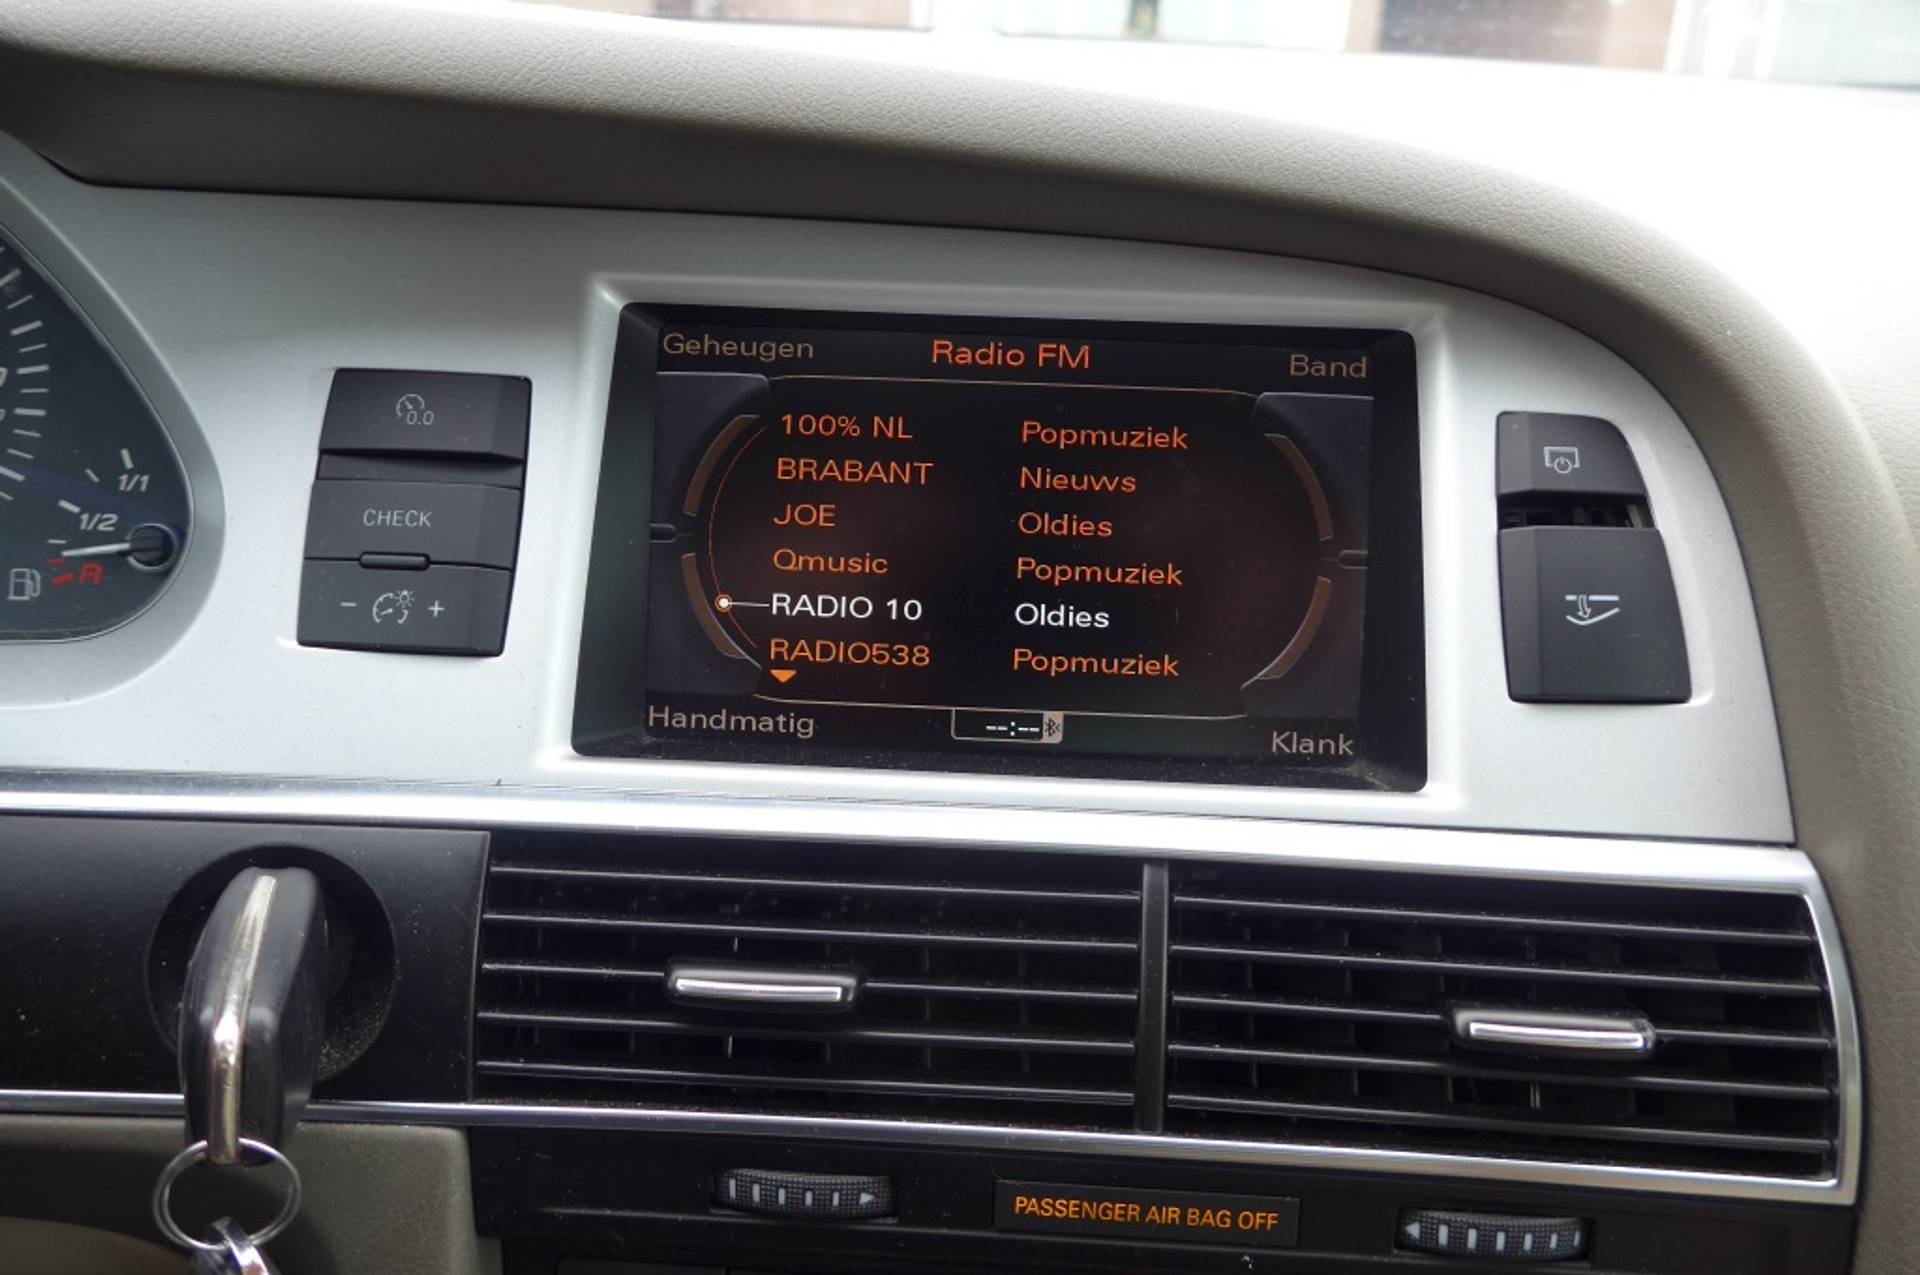 Geheugen Radio FM Band
100% NL Popmuziek
BRABANT Nieuws
JOE Oldies
Qmusic Popmuziek
RADIO 10 Oldies
RADIO538 Popmuziek
Handmatig --:-- Klank
0.0
CHECK
- +
1/1
1/2
R
PASSENGER AIR BAG OFF